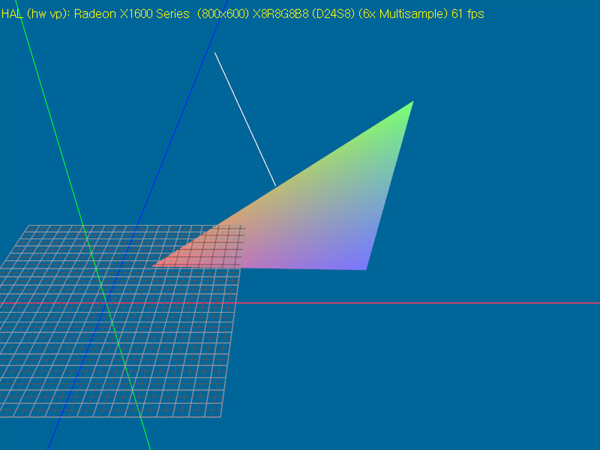 HAL (hw vp): Radeon X1600 Series  (800x600) X8R8G8B8 (D24S8) (6x Multisample) 61 fps